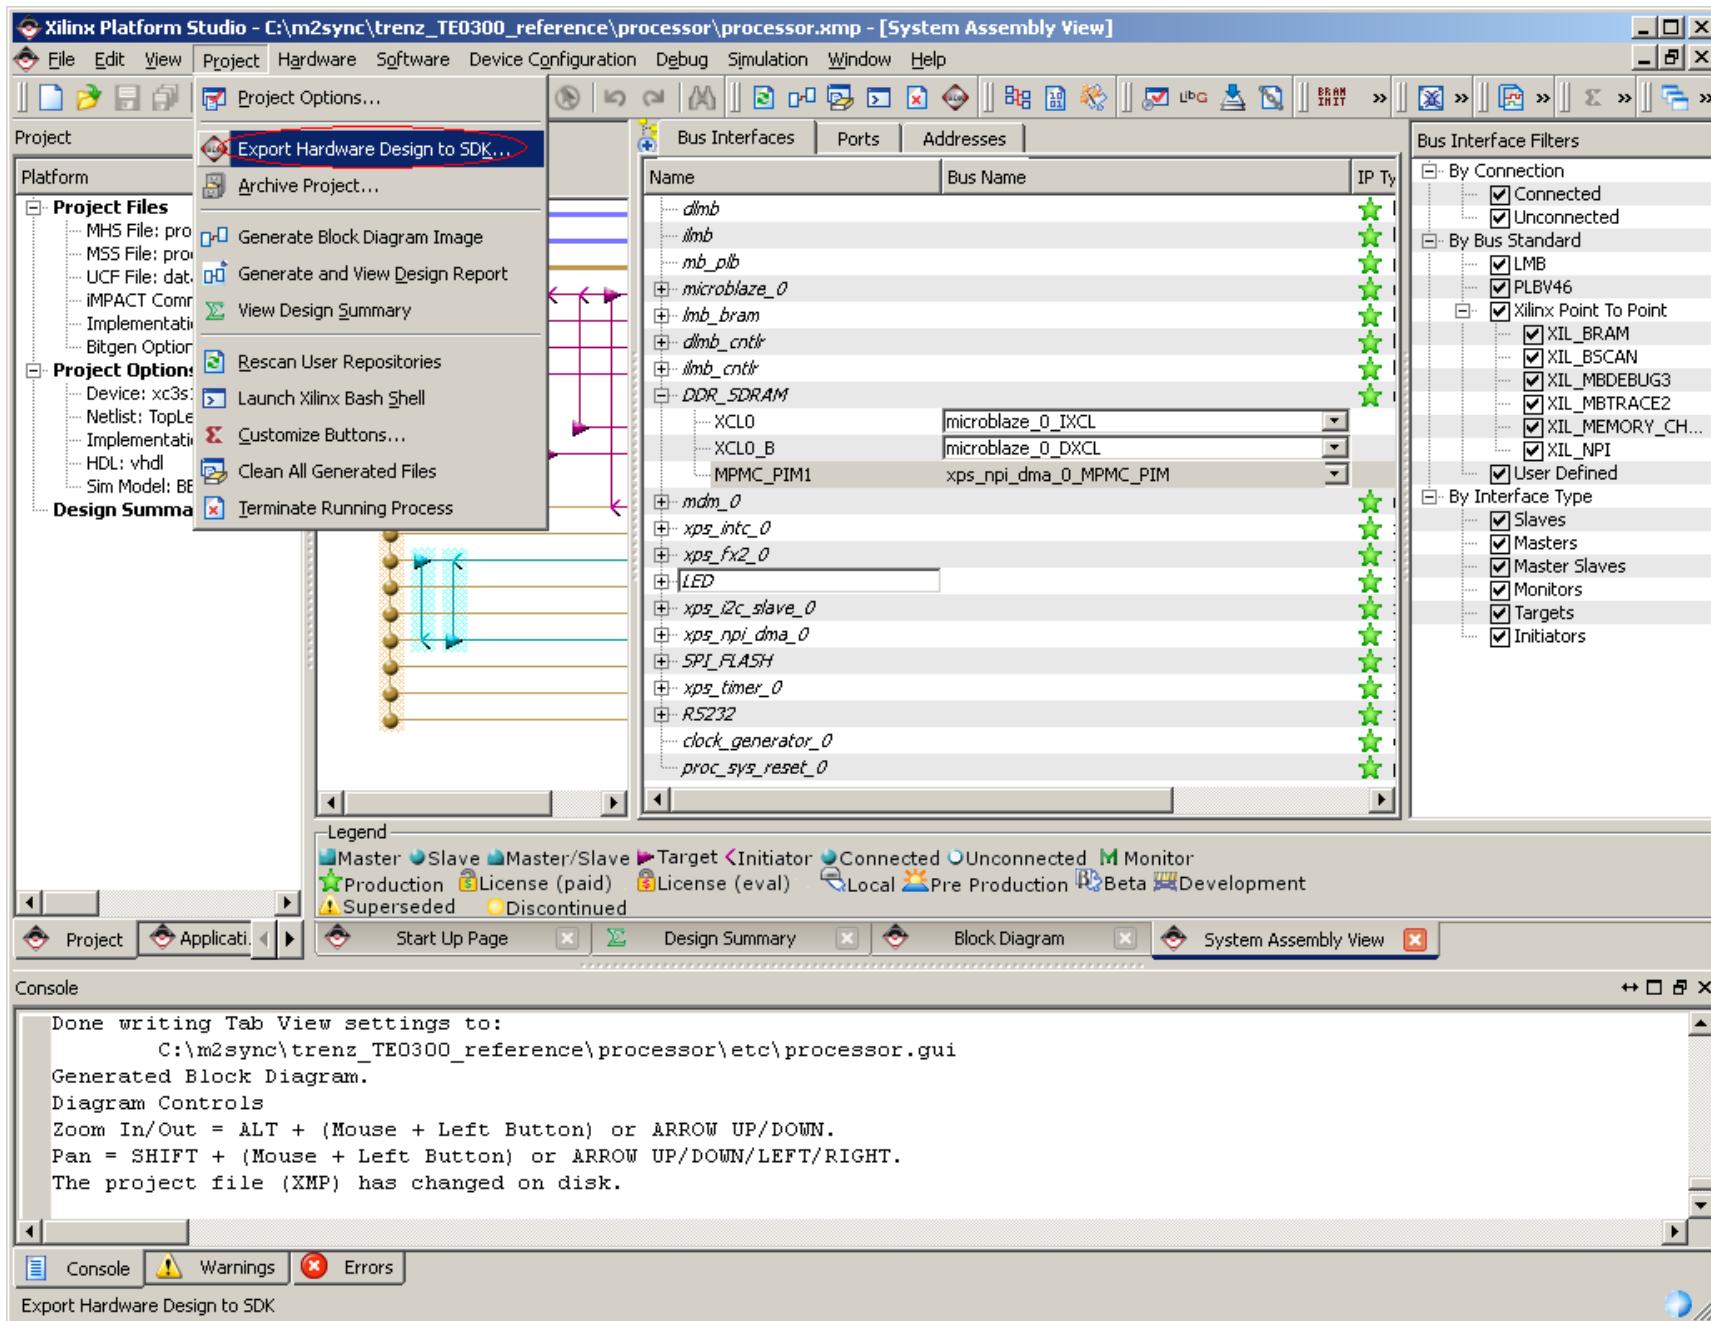 Xilinx Platform Studio - C:\m2sync\trenz_TE0300_reference\processor\processor.xmp - [System Assembly View]
File Edit View Project Hardware Software Device Configuration Debug Simulation Window Help
Project Options...
Export Hardware Design to SDK...
Archive Project...
Generate Block Diagram Image
Generate and View Design Report
View Design Summary
Rescan User Repositories
Launch Xilinx Bash Shell
Customize Buttons...
Clean All Generated Files
Terminate Running Process
Project
Platform
Project Files
MHS File: pro
MSS File: pro
UCF File: dat
iMPACT Comr
Implementati
Bitgen Option
Project Options
Device: xc3s
Netlist: TopLe
Implementati
HDL: vhdl
Sim Model: BE
Design Summa
Project Applicati
Bus Interfaces Ports Addresses
Name Bus Name IP Ty
dlmb
ilmb
mb_plb
microblaze_0
lmb_bram
dlmb_cntlr
ilmb_cntlr
DDR_SDRAM
XCL0 microblaze_0_IXCL
XCL0_B microblaze_0_DXCL
MPMC_PIM1 xps_npi_dma_0_MPMC_PIM
mdm_0
xps_intc_0
xps_fx2_0
LED
xps_i2c_slave_0
xps_npi_dma_0
SPI_FLASH
xps_timer_0
RS232
clock_generator_0
proc_sys_reset_0
Bus Interface Filters
By Connection
Connected
Unconnected
By Bus Standard
LMB
PLBV46
Xilinx Point To Point
XIL_BRAM
XIL_BSCAN
XIL_MBDEBUG3
XIL_MBTRACE2
XIL_MEMORY_CH...
XIL_NPI
User Defined
By Interface Type
Slaves
Masters
Master Slaves
Monitors
Targets
Initiators
Legend
Master Slave Master/Slave Target Initiator Connected Unconnected M Monitor
Production License (paid) License (eval) Local Pre Production Beta Development
Superseded Discontinued
Start Up Page Design Summary Block Diagram System Assembly View
Console
Done writing Tab View settings to:
C:\m2sync\trenz_TE0300_reference\processor\etc\processor.gui
Generated Block Diagram.
Diagram Controls
Zoom In/Out = ALT + (Mouse + Left Button) or ARROW UP/DOWN.
Pan = SHIFT + (Mouse + Left Button) or ARROW UP/DOWN/LEFT/RIGHT.
The project file (XMP) has changed on disk.
Console Warnings Errors
Export Hardware Design to SDK